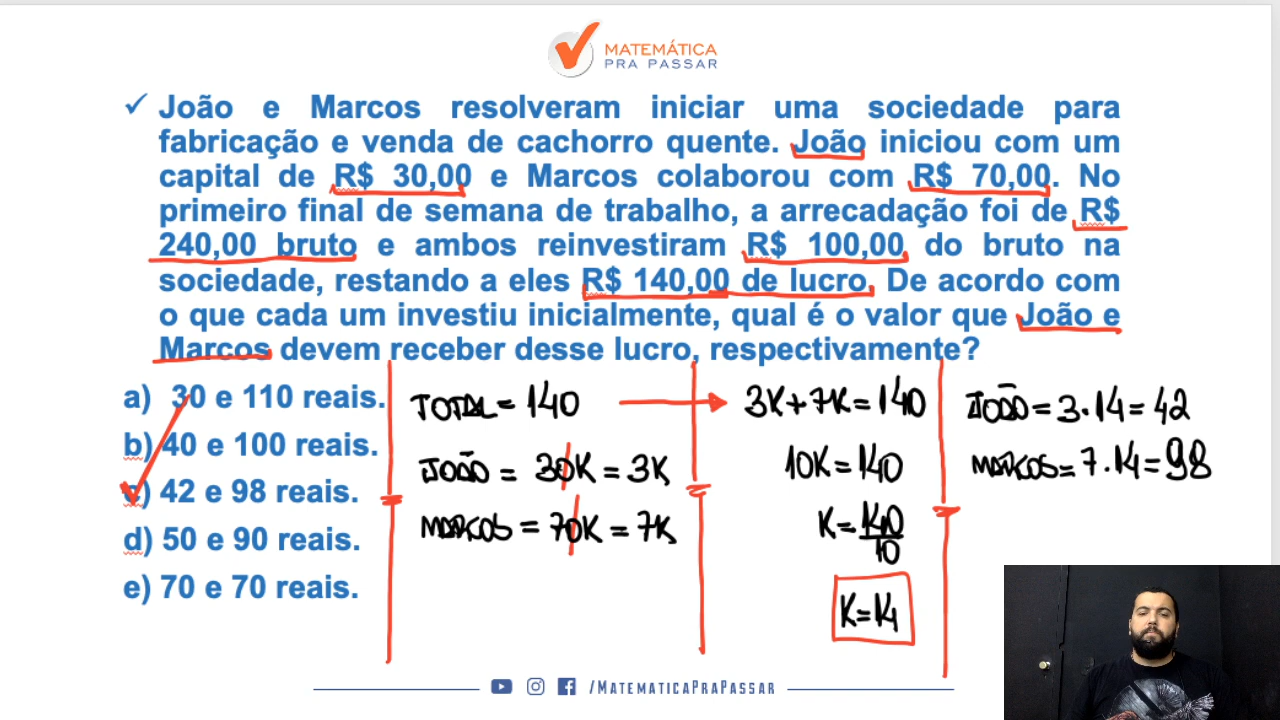 MATEMÁTICA
PRA PASSAR
✓ João e Marcos resolveram iniciar uma sociedade para
fabricação e venda de cachorro quente. João iniciou com um
capital de R$ 30,00 e Marcos colaborou com R$ 70,00. No
primeiro final de semana de trabalho, a arrecadação foi de R$
240,00 bruto e ambos reinvestiram R$ 100,00 do bruto na
sociedade, restando a eles R$ 140,00 de lucro. De acordo com
o que cada um investiu inicialmente, qual é o valor que João e
Marcos devem receber desse lucro, respectivamente?
a) 30 e 110 reais.
b) 40 e 100 reais.
c) 42 e 98 reais.
d) 50 e 90 reais.
e) 70 e 70 reais.
TOTAL = 140
JOÃO = 30K = 3K
MARCOS = 70K = 7K
3K + 7K = 140
10K = 140
K = 140
10
K = 14
JOÃO = 3 . 14 = 42
MARCOS = 7 . 14 = 98
/MATEMATICAPRAPASSAR